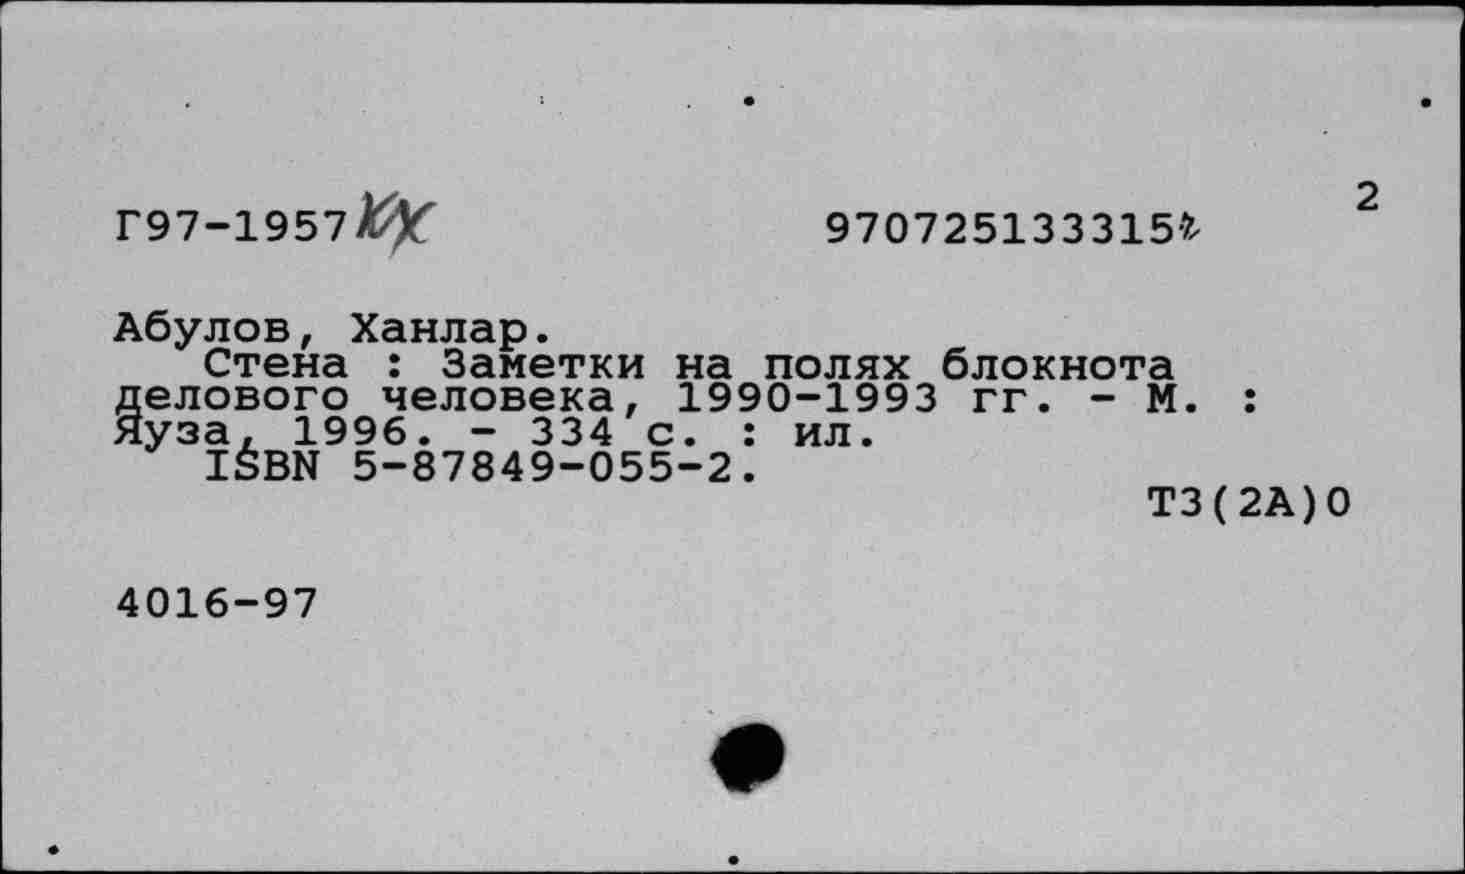 2
Г97-1957 КХ 970725133315
Абулов, Ханлар.
Стена : Заметки на полях блокнота
делового человека, 1990-1993 гг. - М. :
Яуза, 1996. - 334 с. : ил.
ISBN 5-87849-055-2.
Т3(2А)0
4016-97